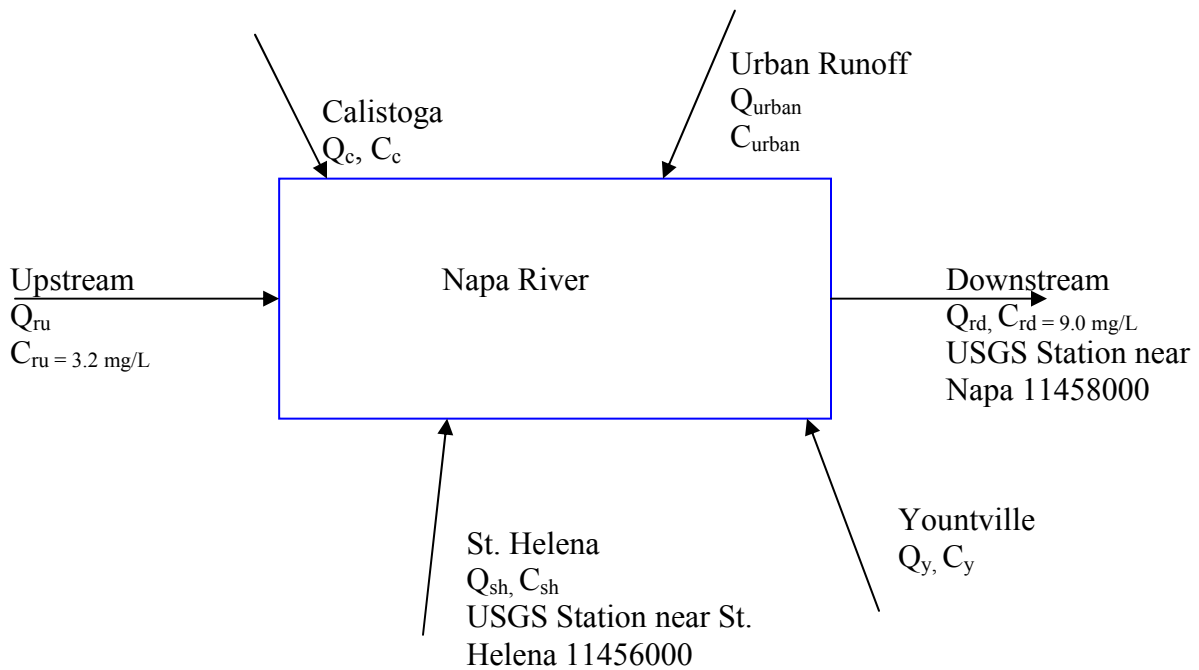 Calistoga
Qc, Cc
Urban Runoff
Qurban
Curban
Upstream
Qru
Cru = 3.2 mg/L
Napa River
Downstream
Qrd, Crd = 9.0 mg/L
USGS Station near
Napa 11458000
St. Helena
Qsh, Csh
USGS Station near St.
Helena 11456000
Yountville
Qy, Cy